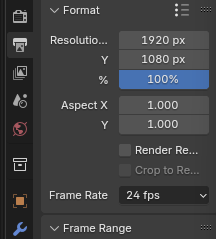 Format
Resolutio... 1920 px
Y 1080 px
% 100%
Aspect X 1.000
Y 1.000
Render Re...
Crop to Re...
Frame Rate 24 fps
Frame Range